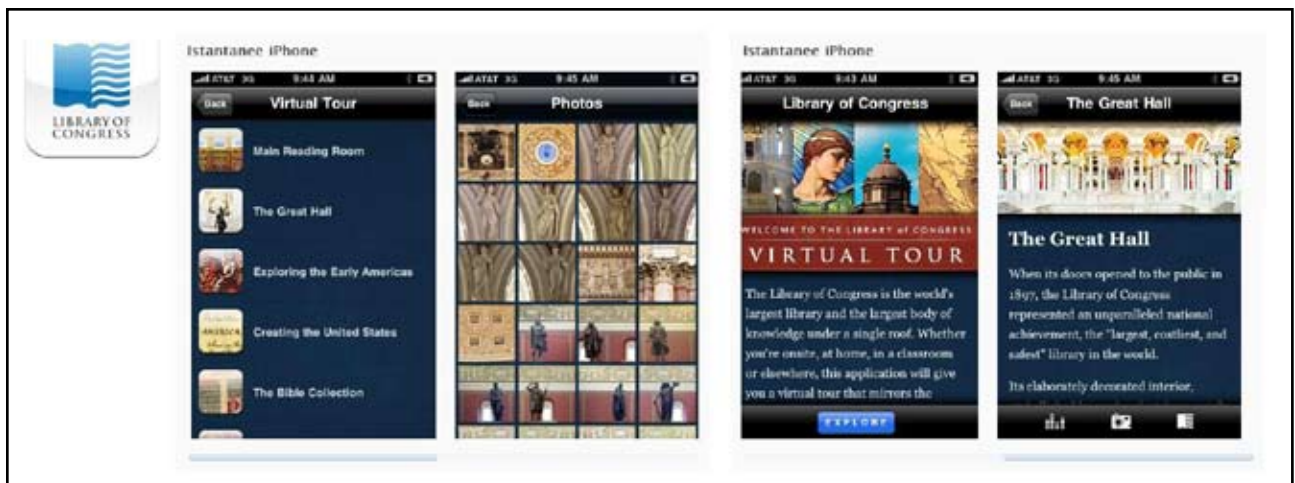 LIBRARY OF
CONGRESS
Istantanee iPhone
AT&T 3G 9:43 AM
Back Virtual Tour
Main Reading Room
The Great Hall
Exploring the Early Americas
Creating the United States
The Bible Collection
AT&T 3G 9:45 AM
Back Photos
Istantanee iPhone
AT&T 3G 9:43 AM
Library of Congress
WELCOME TO THE LIBRARY of CONGRESS
VIRTUAL TOUR
The Library of Congress is the world's
largest library and the largest body of
knowledge under a single roof. Whether
you're onsite, at home, in a classroom
or elsewhere, this application will give
you a virtual tour that mirrors the
EXPLORE
AT&T 3G 9:45 AM
Back The Great Hall
The Great Hall
When its doors opened to the public in
1897, the Library of Congress
represented an unparalleled national
achievement, the "largest, costliest, and
safest" library in the world.
Its elaborately decorated interior,